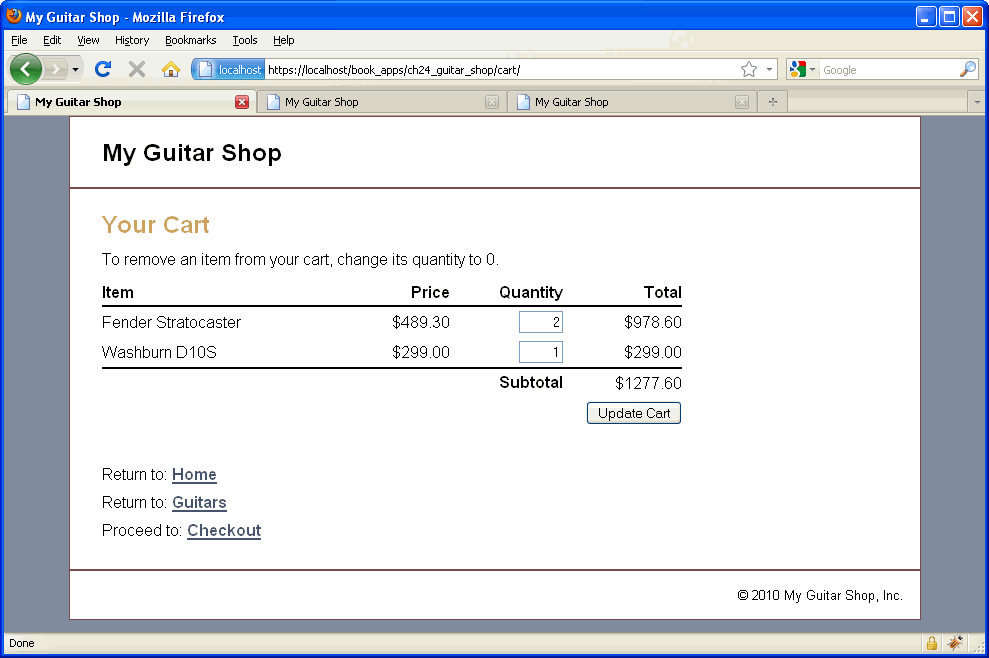 My Guitar Shop - Mozilla Firefox
File Edit View History Bookmarks Tools Help
localhost https://localhost/book_apps/ch24_guitar_shop/cart/ Google
My Guitar Shop My Guitar Shop My Guitar Shop
My Guitar Shop
Your Cart
To remove an item from your cart, change its quantity to 0.
Item Price Quantity Total
Fender Stratocaster $489.30 2 $978.60
Washburn D10S $299.00 1 $299.00
Subtotal $1277.60
Update Cart
Return to: Home
Return to: Guitars
Proceed to: Checkout
© 2010 My Guitar Shop, Inc.
Done